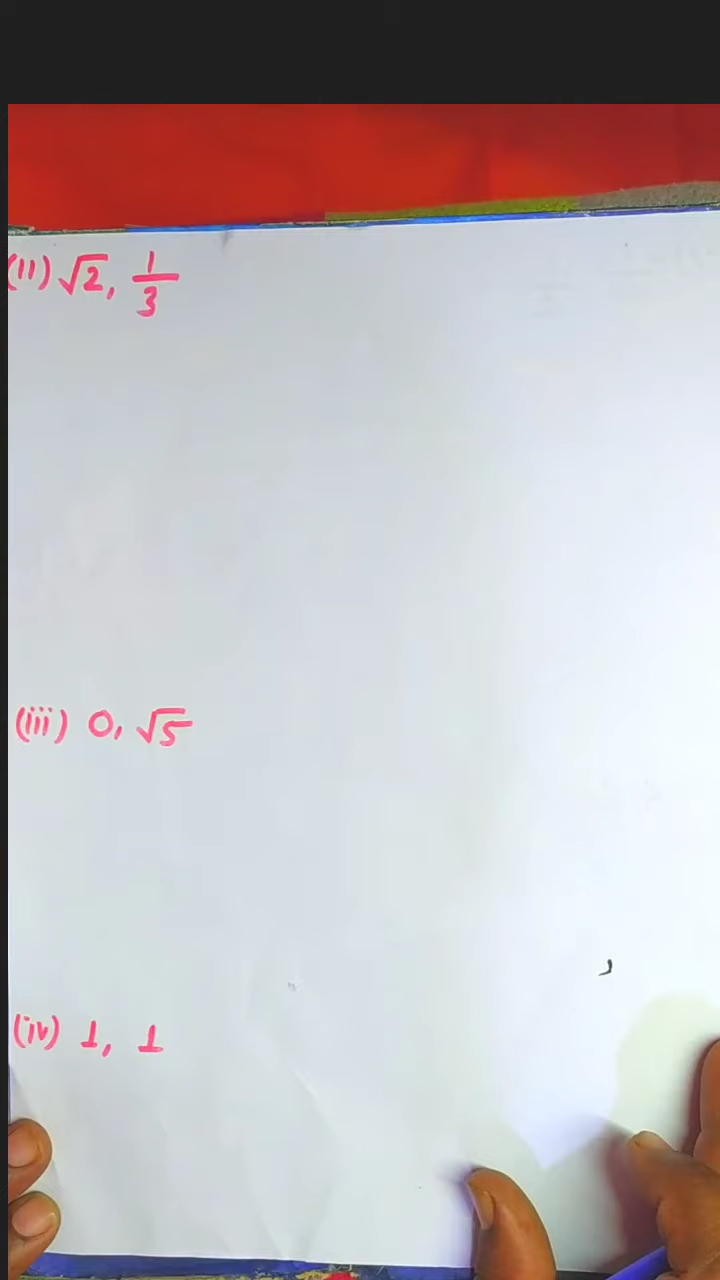 (ii) √2, 1/3
(iii) 0, √5
(iv) 1, 1